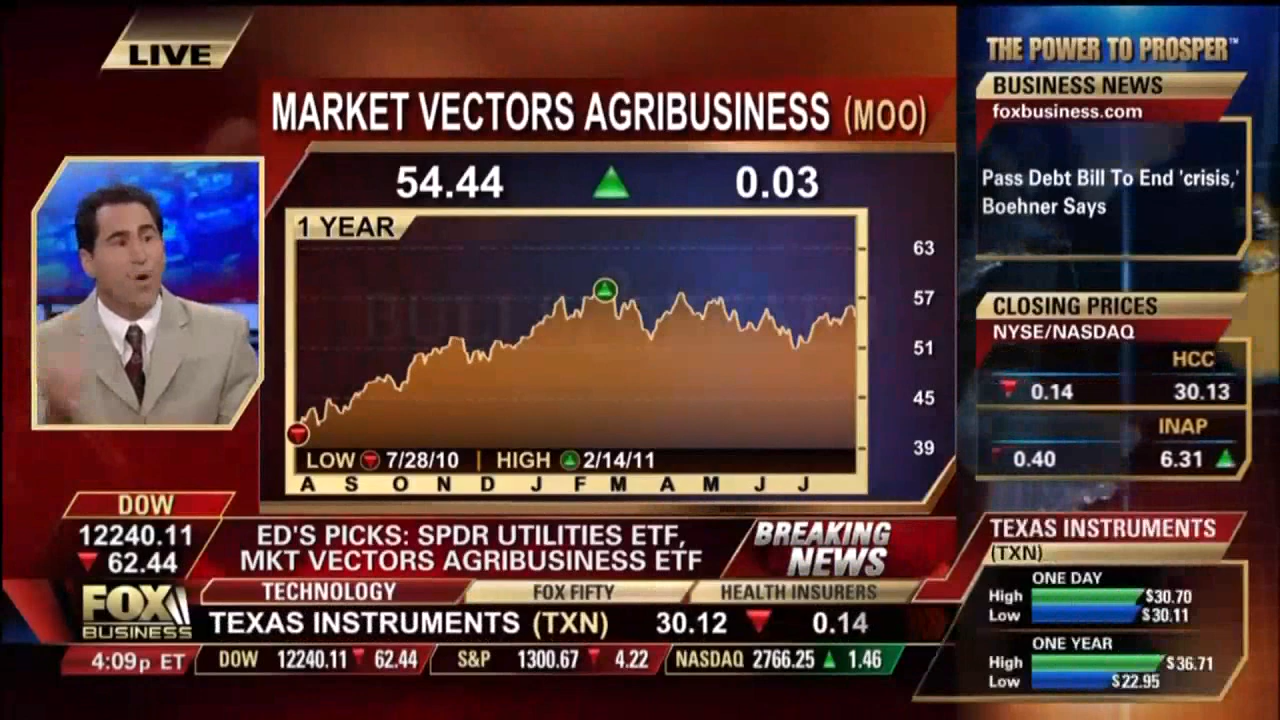 LIVE
MARKET VECTORS AGRIBUSINESS (MOO)
54.44 0.03
1 YEAR
63
57
51
45
39
LOW 7/28/10 | HIGH 2/14/11
A S O N D J F M A M J J
THE POWER TO PROSPER™
BUSINESS NEWS
foxbusiness.com
Pass Debt Bill To End 'crisis,'
Boehner Says
CLOSING PRICES
NYSE/NASDAQ
HCC
0.14 30.13
INAP
0.40 6.31
TEXAS INSTRUMENTS
(TXN)
ONE DAY
High $30.70
Low $30.11
ONE YEAR
High $36.71
Low $22.95
DOW
12240.11
62.44
ED'S PICKS: SPDR UTILITIES ETF,
MKT VECTORS AGRIBUSINESS ETF
BREAKING
NEWS
TECHNOLOGY FOX FIFTY HEALTH INSURERS
FOX
BUSINESS
TEXAS INSTRUMENTS (TXN) 30.12 0.14
4:09p ET DOW 12240.11 62.44 S&P 1300.67 4.22 NASDAQ 2766.25 1.46